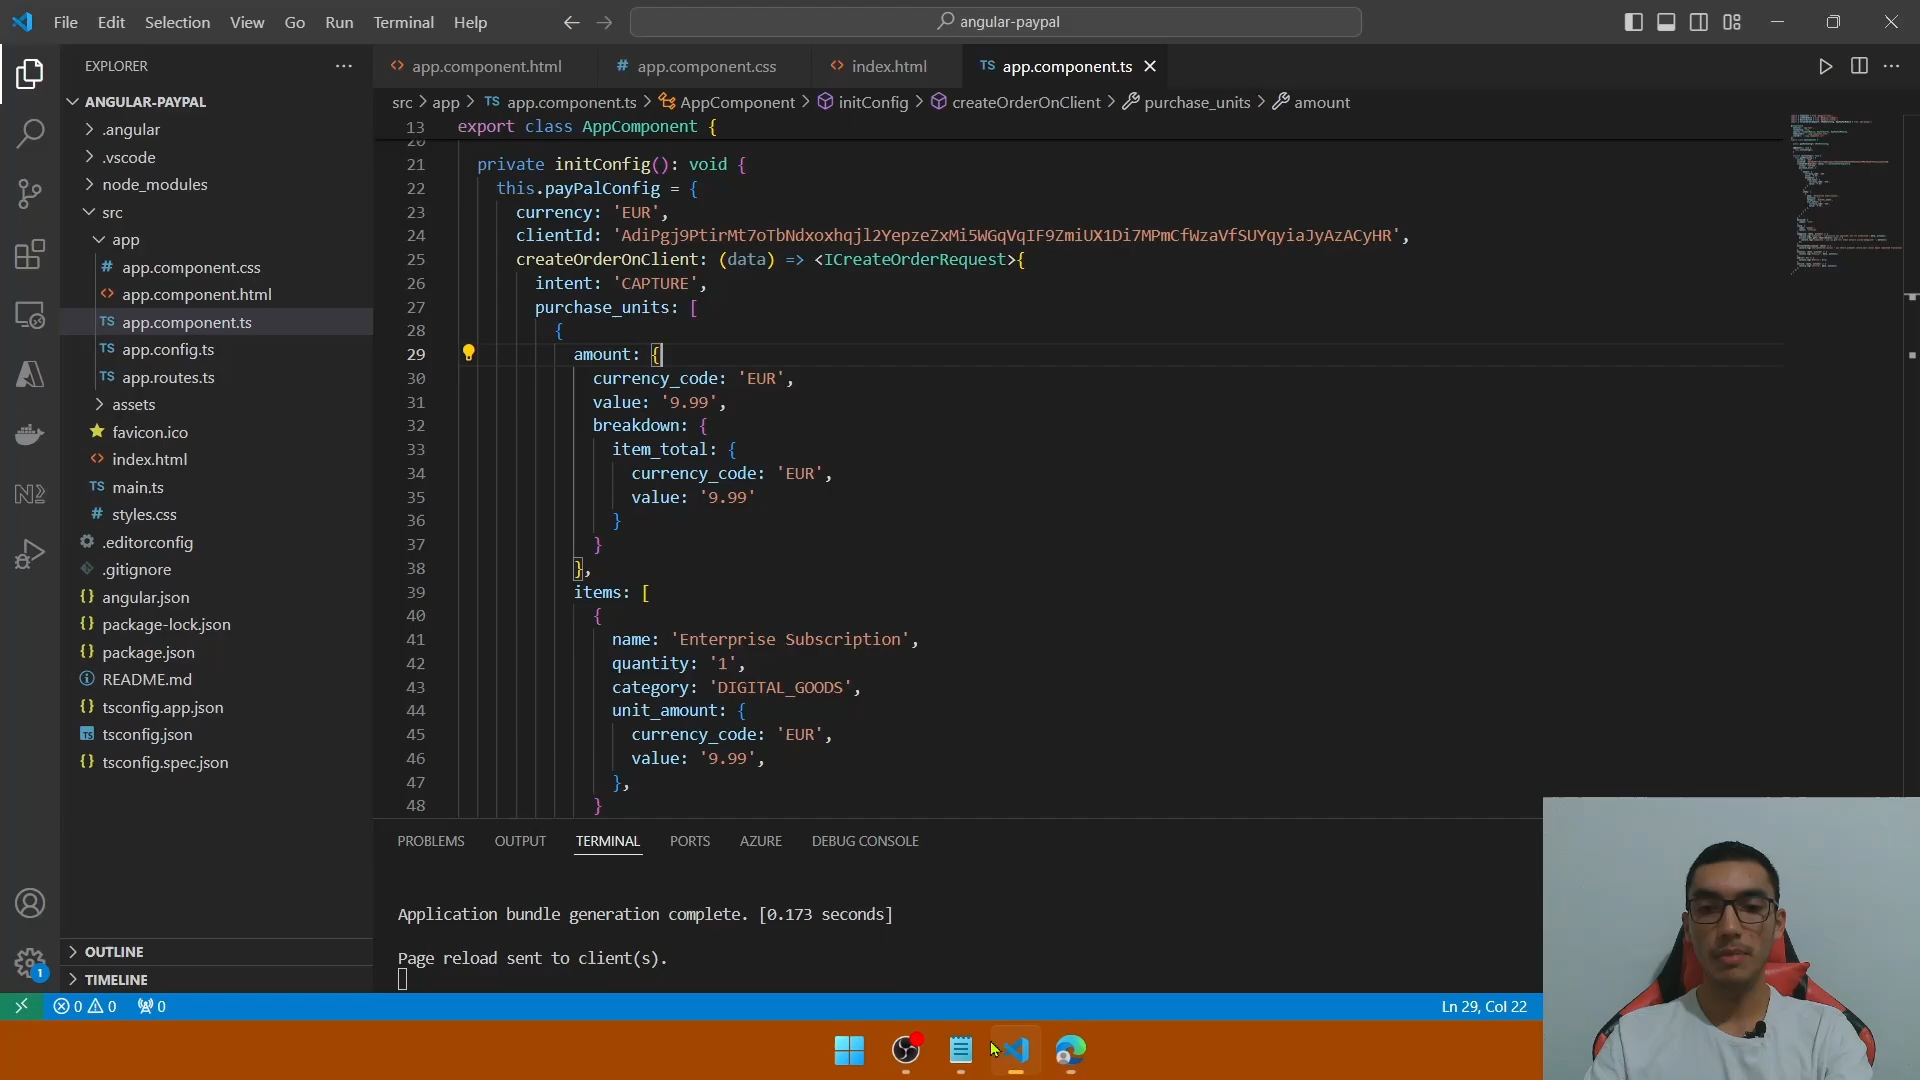 File Edit Selection View Go Run Terminal Help
angular-paypal
EXPLORER
ANGULAR-PAYPAL
.angular
.vscode
node_modules
src
app
app.component.css
app.component.html
TS app.component.ts
TS app.config.ts
TS app.routes.ts
assets
favicon.ico
index.html
TS main.ts
styles.css
.editorconfig
.gitignore
angular.json
package-lock.json
package.json
README.md
tsconfig.app.json
TS tsconfig.json
tsconfig.spec.json
OUTLINE
TIMELINE
app.component.html
app.component.css
index.html
TS app.component.ts
src > app > TS app.component.ts > AppComponent > initConfig > createOrderOnClient > purchase_units > amount
13 export class AppComponent {
20
21 private initConfig(): void {
22 this.payPalConfig = {
23 currency: 'EUR',
24 clientId: 'AdiPgj9PtirMt7oTbNdxoxhqjl2YepzeZxMi5WGqVqIF9ZmiUX1Di7MPmCfWzaVfSUYqyiaJyAzACyHR',
25 createOrderOnClient: (data) => <ICreateOrderRequest>{
26 intent: 'CAPTURE',
27 purchase_units: [
28 {
29 amount: {
30 currency_code: 'EUR',
31 value: '9.99',
32 breakdown: {
33 item_total: {
34 currency_code: 'EUR',
35 value: '9.99'
36 }
37 }
38 },
39 items: [
40 {
41 name: 'Enterprise Subscription',
42 quantity: '1',
43 category: 'DIGITAL_GOODS',
44 unit_amount: {
45 currency_code: 'EUR',
46 value: '9.99',
47 },
48 }
PROBLEMS OUTPUT TERMINAL PORTS AZURE DEBUG CONSOLE
Application bundle generation complete. [0.173 seconds]
Page reload sent to client(s).
1
0 0 0
Ln 29, Col 22